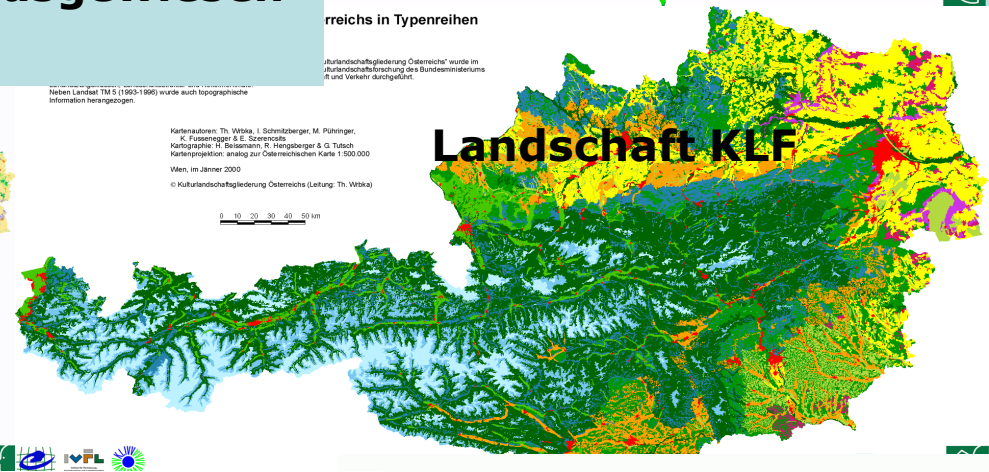 erreichs in Typenreihen
ulturlandschaftsgliederung Österreichs" wurde im
ulturlandschaftsforschung des Bundesministeriums
ft und Verkehr durchgeführt.
Neben Landsat TM 5 (1993-1996) wurde auch topographische
Information herangezogen.
Kartenautoren: Th. Wrbka, I. Schmitzberger, M. Pühringer,
K. Fussenegger & E. Szerencsits
Kartographie: H. Beissmann, R. Hengsberger & G. Tutsch
Kartenprojektion: analog zur Österreichischen Karte 1:500.000
Wien, im Jänner 2000
© Kulturlandschaftsgliederung Österreichs (Leitung: Th. Wrbka)
0 10 20 30 40 50 km
Landschaft KLF